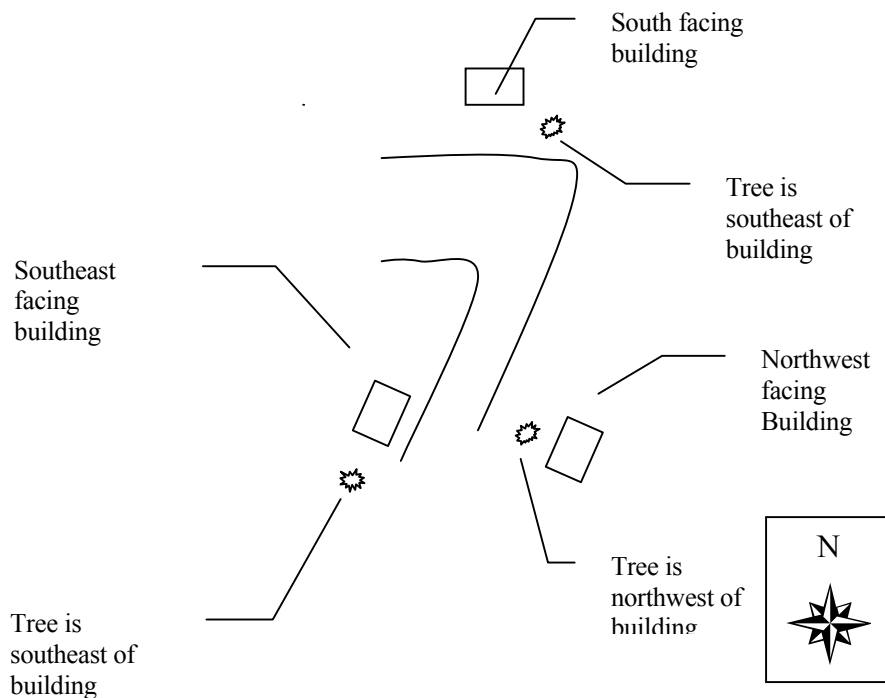 South facing
building
Tree is
southeast of
building
Southeast
facing
building
Northwest
facing
Building
N
Tree is
northwest of
building
Tree is
southeast of
building